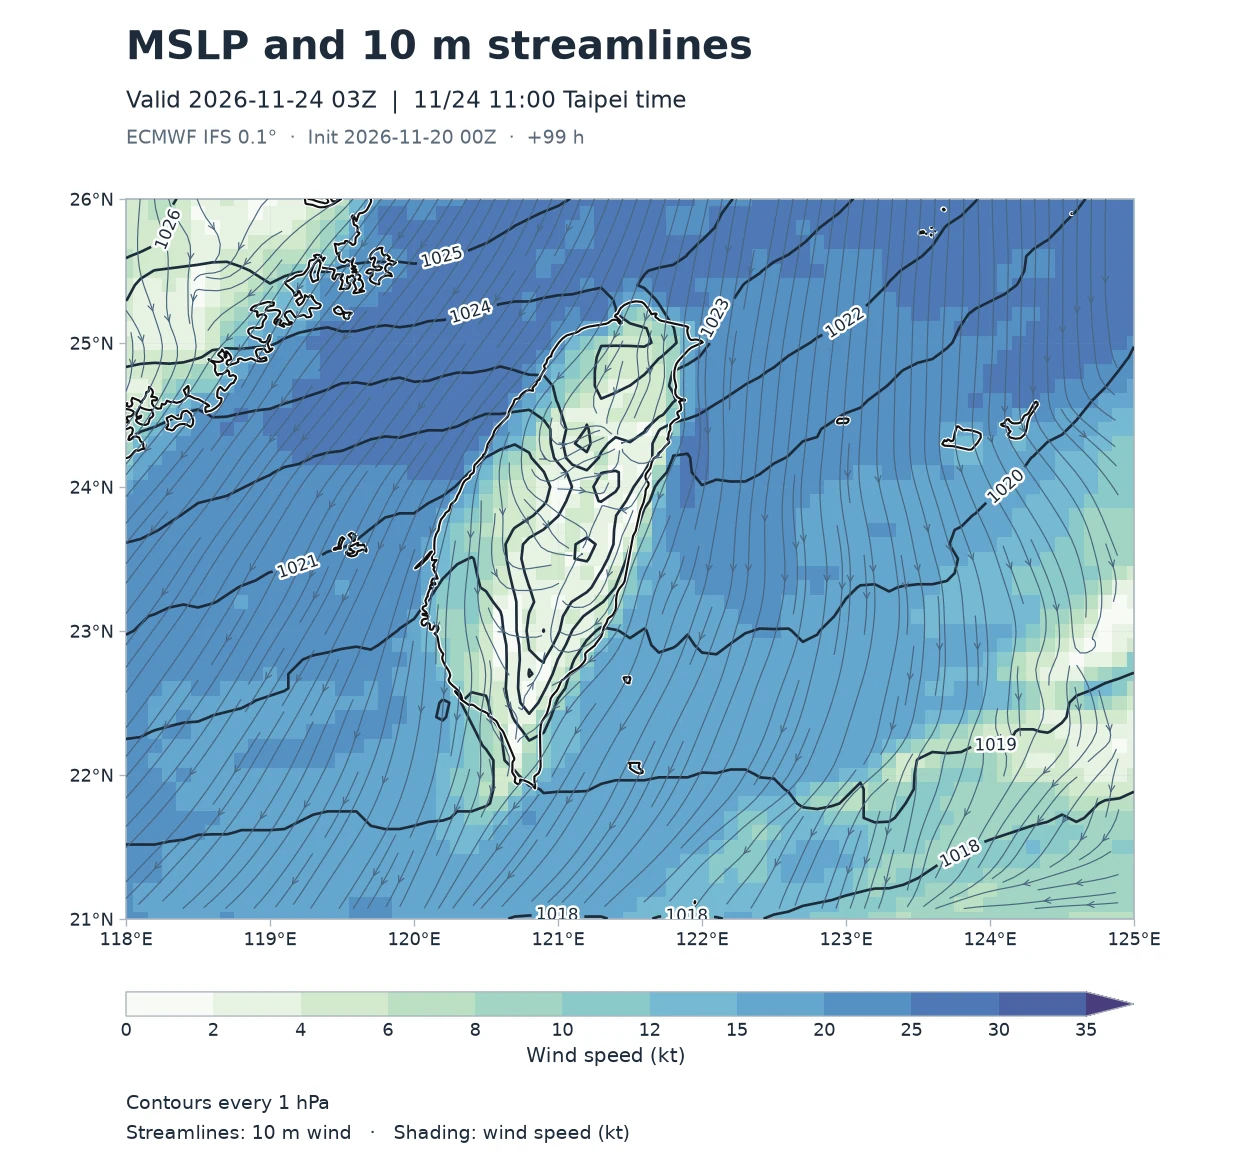 MSLP and 10 m streamlines
Valid 2026-11-24 03Z | 11/24 11:00 Taipei time
ECMWF IFS 0.1° · Init 2026-11-20 00Z · +99 h
26°N
25°N
24°N
23°N
22°N
21°N
1026
1025
1024
1023
1022
1021
1020
1019
1018
1018
1018
118°E 119°E 120°E 121°E 122°E 123°E 124°E 125°E
0 2 4 6 8 10 12 15 20 25 30 35
Wind speed (kt)
Contours every 1 hPa
Streamlines: 10 m wind · Shading: wind speed (kt)